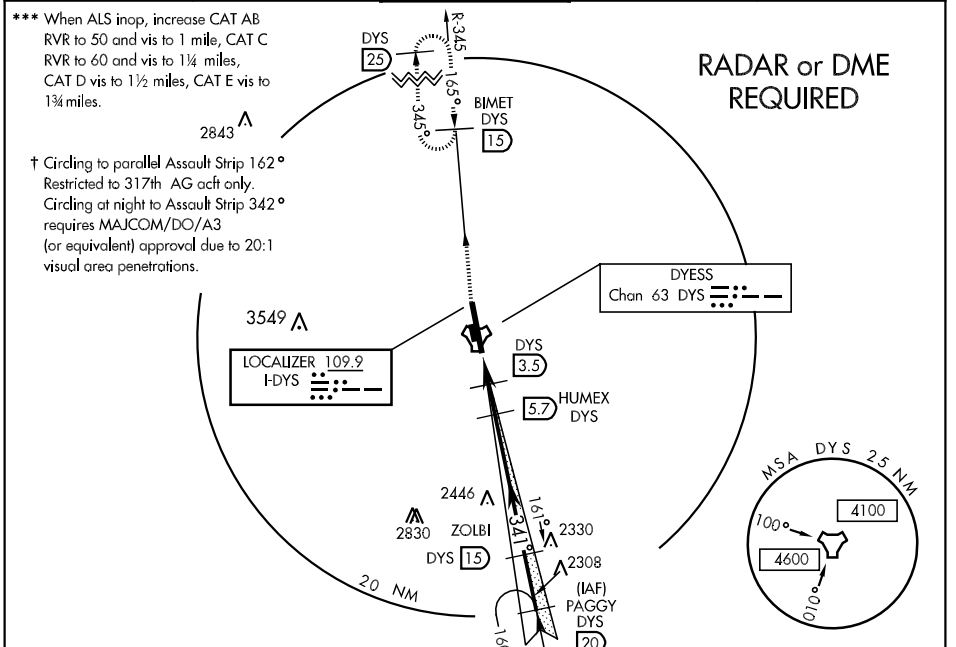 *** When ALS inop, increase CAT AB
RVR to 50 and vis to 1 mile, CAT C
RVR to 60 and vis to 1¼ miles,
CAT D vis to 1½ miles, CAT E vis to
1¾ miles.
2843
† Circling to parallel Assault Strip 162°
Restricted to 317th AG acft only.
Circling at night to Assault Strip 342°
requires MAJCOM/DO/A3
(or equivalent) approval due to 20:1
visual area penetrations.
DYS
25
R-345
165°
345°
BIMET
DYS
15
RADAR or DME
REQUIRED
DYESS
Chan 63 DYS
3549
LOCALIZER 109.9
I-DYS
DYS
3.5
HUMEX
5.7
DYS
2446
2830
ZOLBI
DYS 15
341°
161°
2330
2308
(IAF)
PAGGY
DYS
20
20 NM
MSA DYS 25 NM
4100
100°
4600
010°